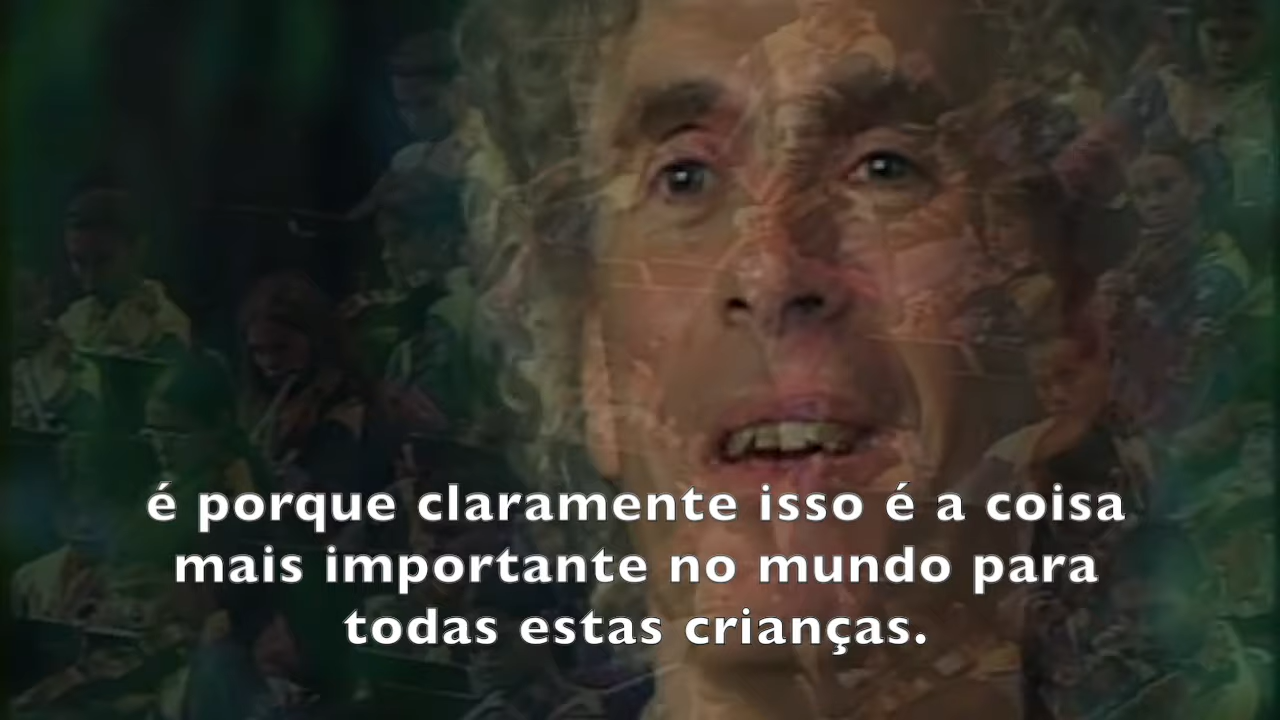 é porque claramente isso é a coisa
mais importante no mundo para
todas estas crianças.